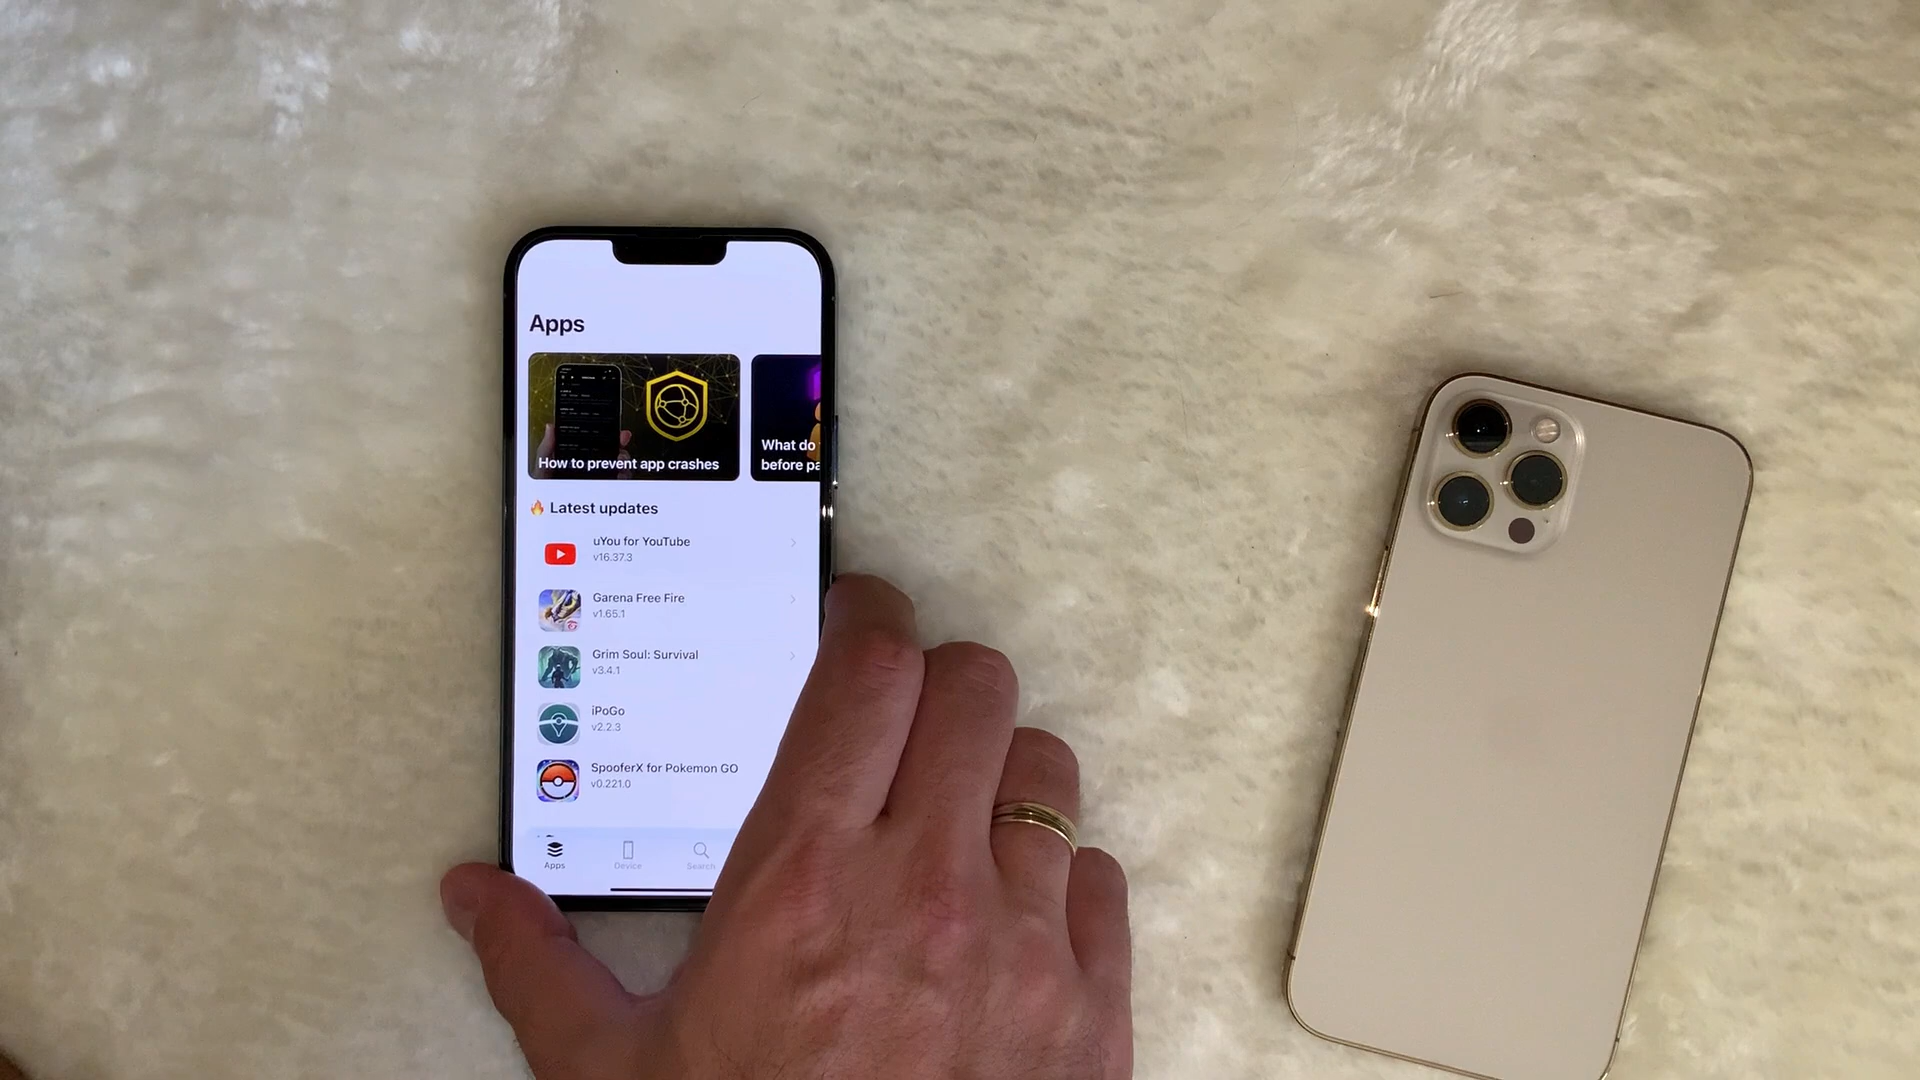 Apps
How to prevent app crashes
What do
before pa
🔥 Latest updates
uYou for YouTube
v16.37.3
Garena Free Fire
v1.65.1
Grim Soul: Survival
v3.4.1
iPoGo
v2.2.3
SpooferX for Pokemon GO
v0.221.0
Apps
Device
Search